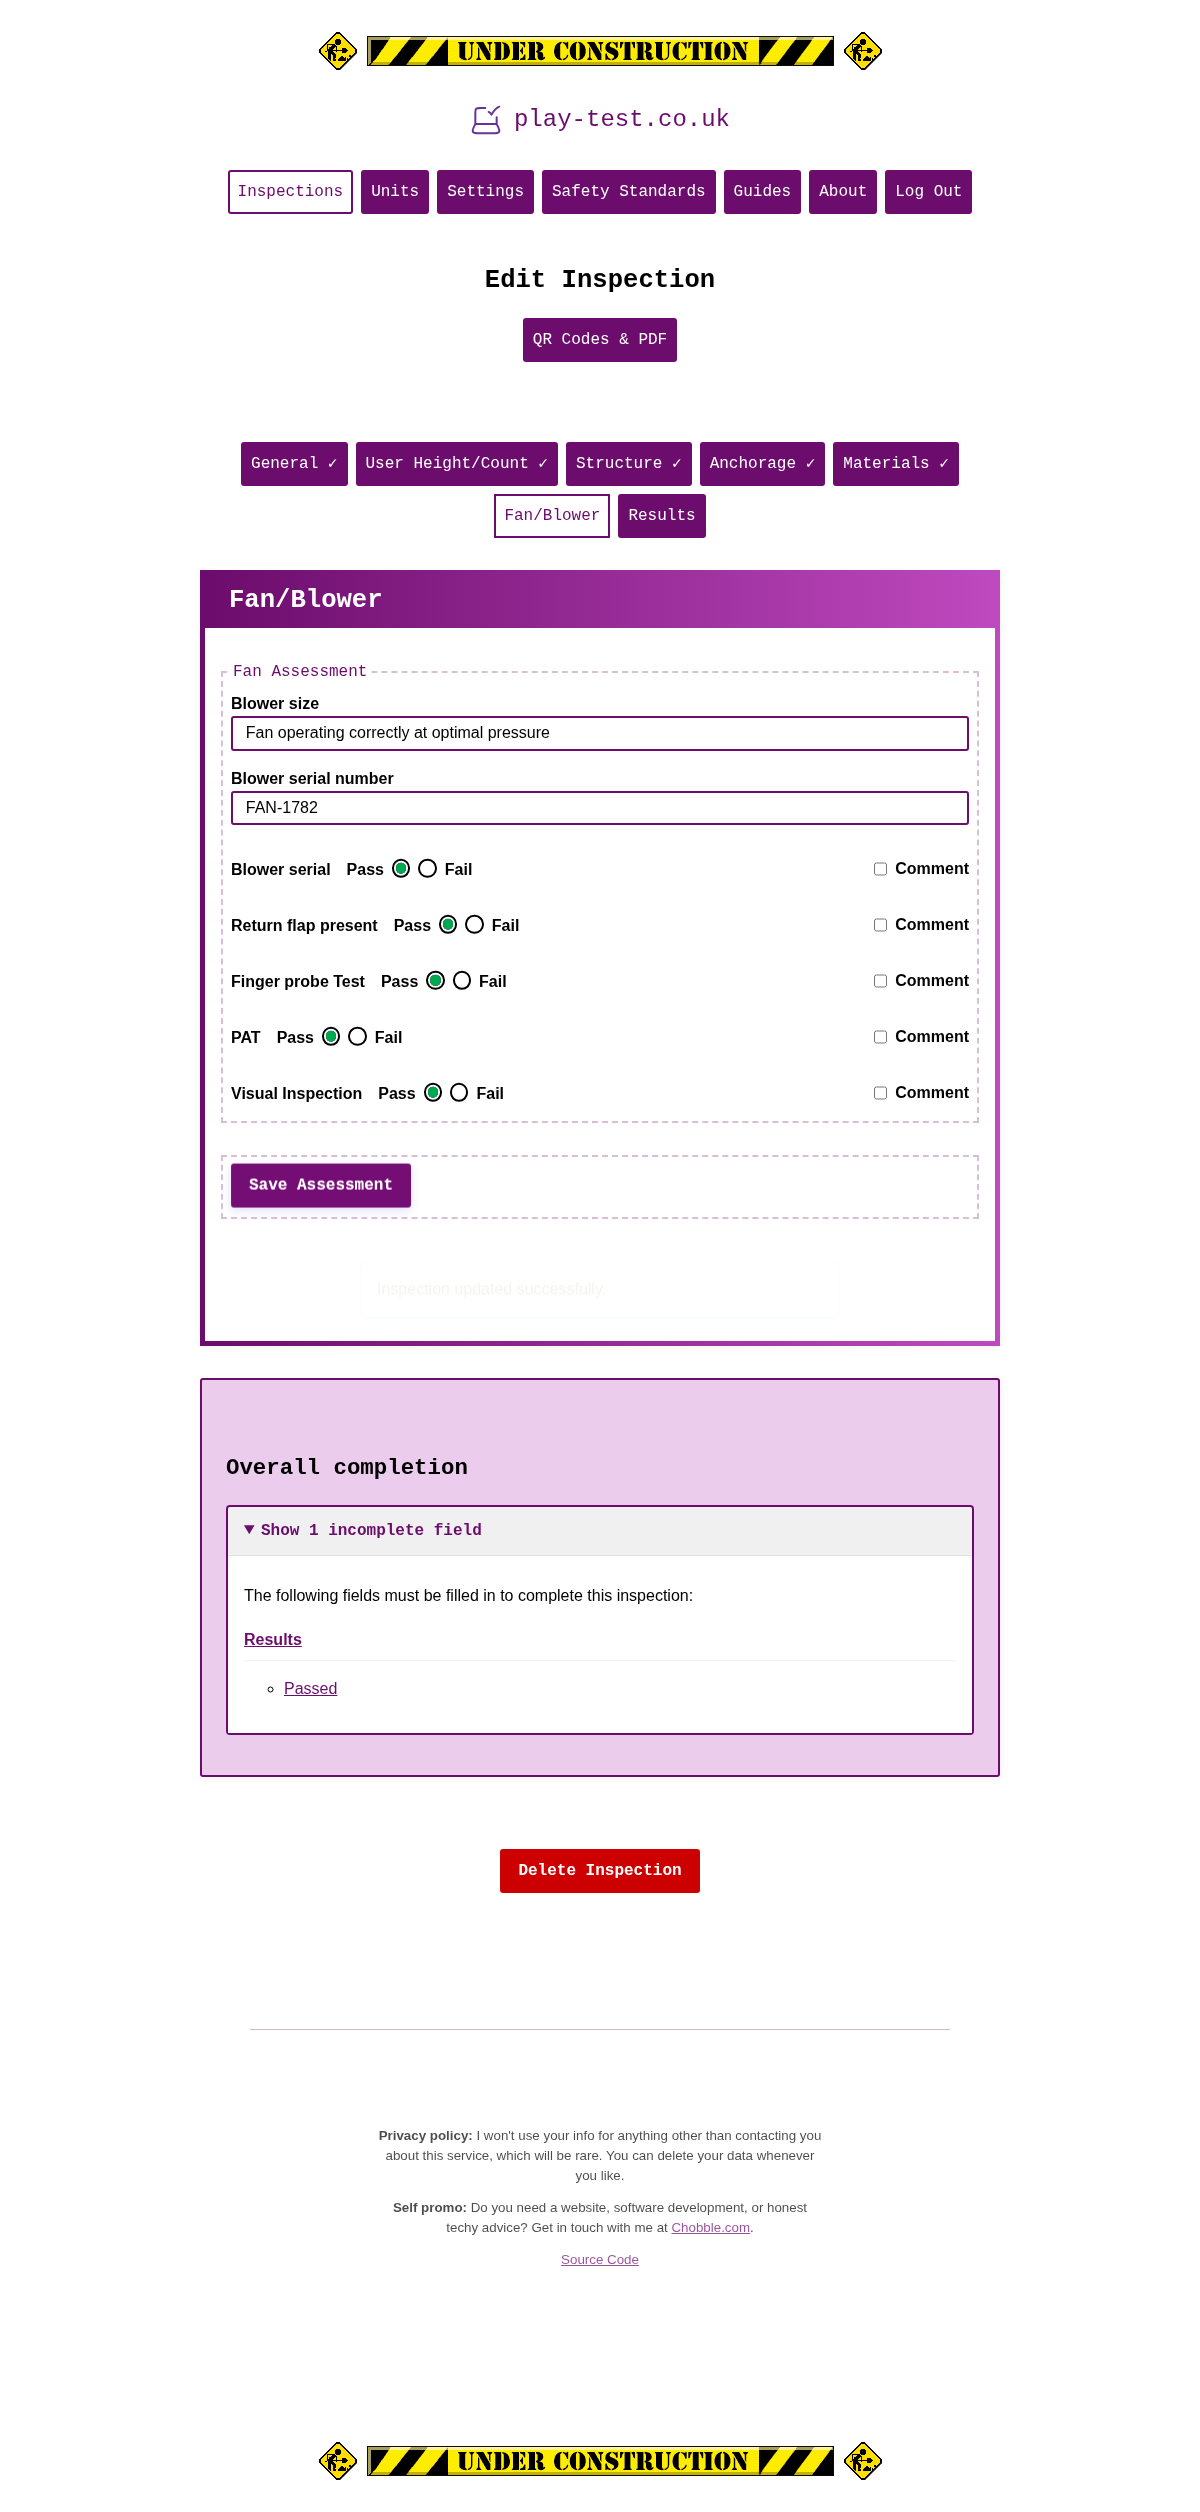 UNDER CONSTRUCTION
play-test.co.uk
Inspections Units Settings Safety Standards Guides About Log Out
Edit Inspection
QR Codes & PDF
General ✓ User Height/Count ✓ Structure ✓ Anchorage ✓ Materials ✓
Fan/Blower Results
Fan/Blower
Fan Assessment
Blower size
Fan operating correctly at optimal pressure
Blower serial number
FAN-1782
Blower serial Pass Fail Comment
Return flap present Pass Fail Comment
Finger probe Test Pass Fail Comment
PAT Pass Fail Comment
Visual Inspection Pass Fail Comment
Save Assessment
Inspection updated successfully.
Overall completion
▼ Show 1 incomplete field
The following fields must be filled in to complete this inspection:
Results
Passed
Delete Inspection
Privacy policy: I won't use your info for anything other than contacting you
about this service, which will be rare. You can delete your data whenever
you like.
Self promo: Do you need a website, software development, or honest
techy advice? Get in touch with me at Chobble.com.
Source Code
UNDER CONSTRUCTION